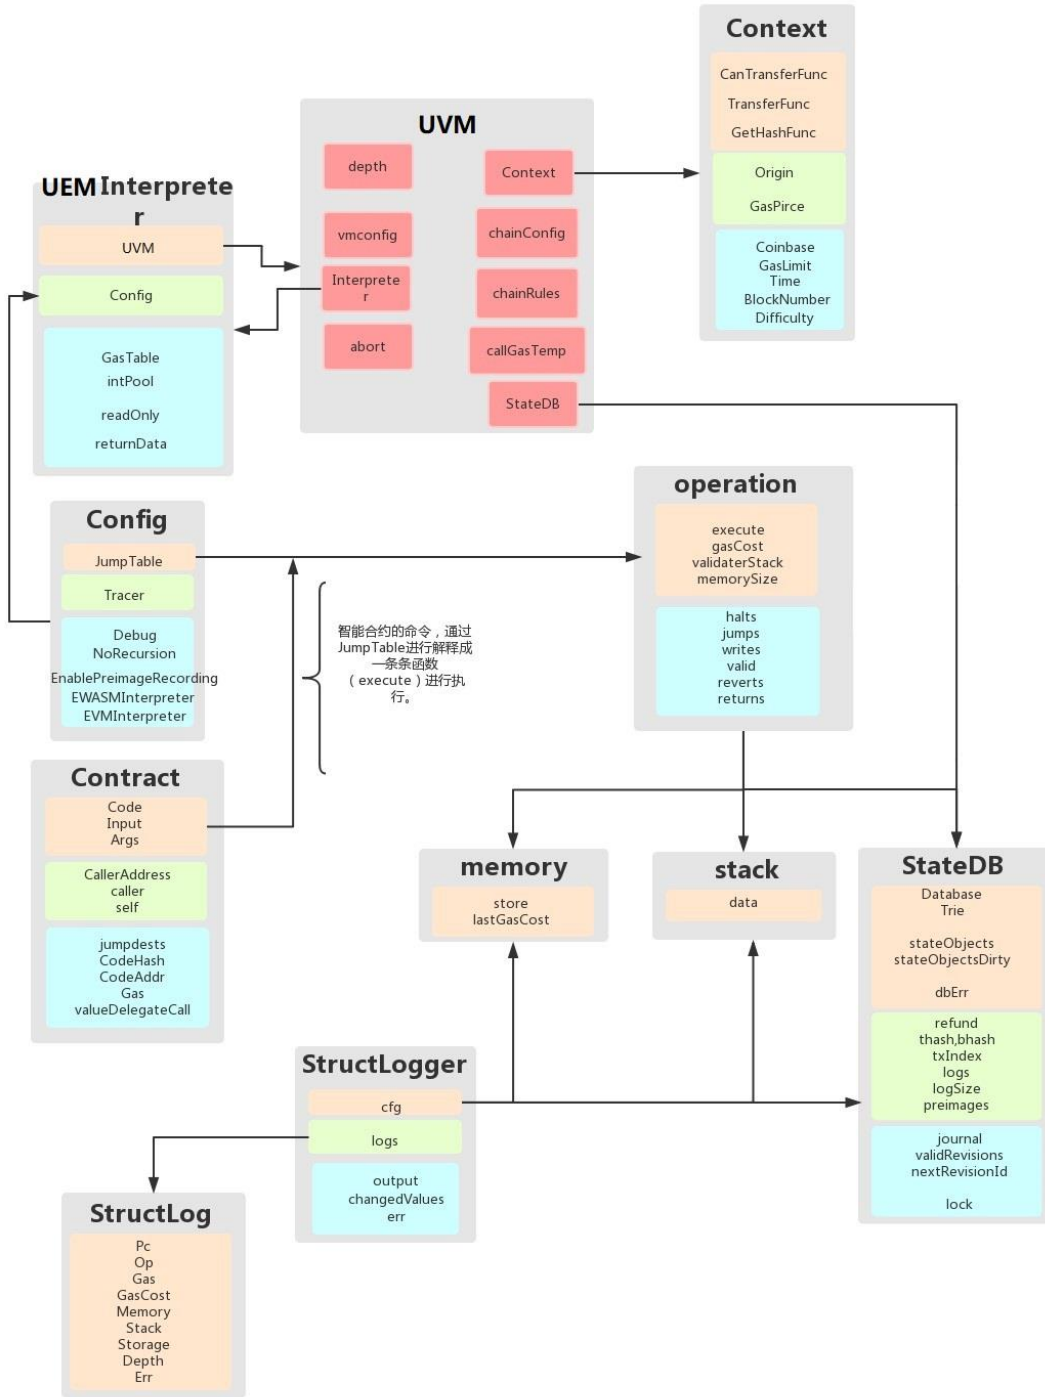 Context
CanTransferFunc
TransferFunc
GetHashFunc
Origin
GasPirce
Coinbase
GasLimit
Time
BlockNumber
Difficulty
UVM
depth
Context
vmconfig
chainConfig
Interprete
r
chainRules
abort
callGasTemp
StateDB
UEM Interprete
r
UVM
Config
GasTable
intPool
readOnly
returnData
Config
JumpTable
Tracer
Debug
NoRecursion
EnablePreimageRecording
EWASMInterpreter
EVMInterpreter
智能合约的命令，通过
JumpTable进行解释成
一条条函数
（execute）进行执
行。
operation
execute
gasCost
validaterStack
memorySize
halts
jumps
writes
valid
reverts
returns
Contract
Code
Input
Args
CallerAddress
caller
self
jumpdests
CodeHash
CodeAddr
Gas
valueDelegateCall
memory
store
lastGasCost
stack
data
StateDB
Database
Trie
stateObjects
stateObjectsDirty
dbErr
refund
thash,bhash
txIndex
logs
logSize
preimages
journal
validRevisions
nextRevisionId
lock
StructLogger
cfg
logs
output
changedValues
err
StructLog
Pc
Op
Gas
GasCost
Memory
Stack
Storage
Depth
Err